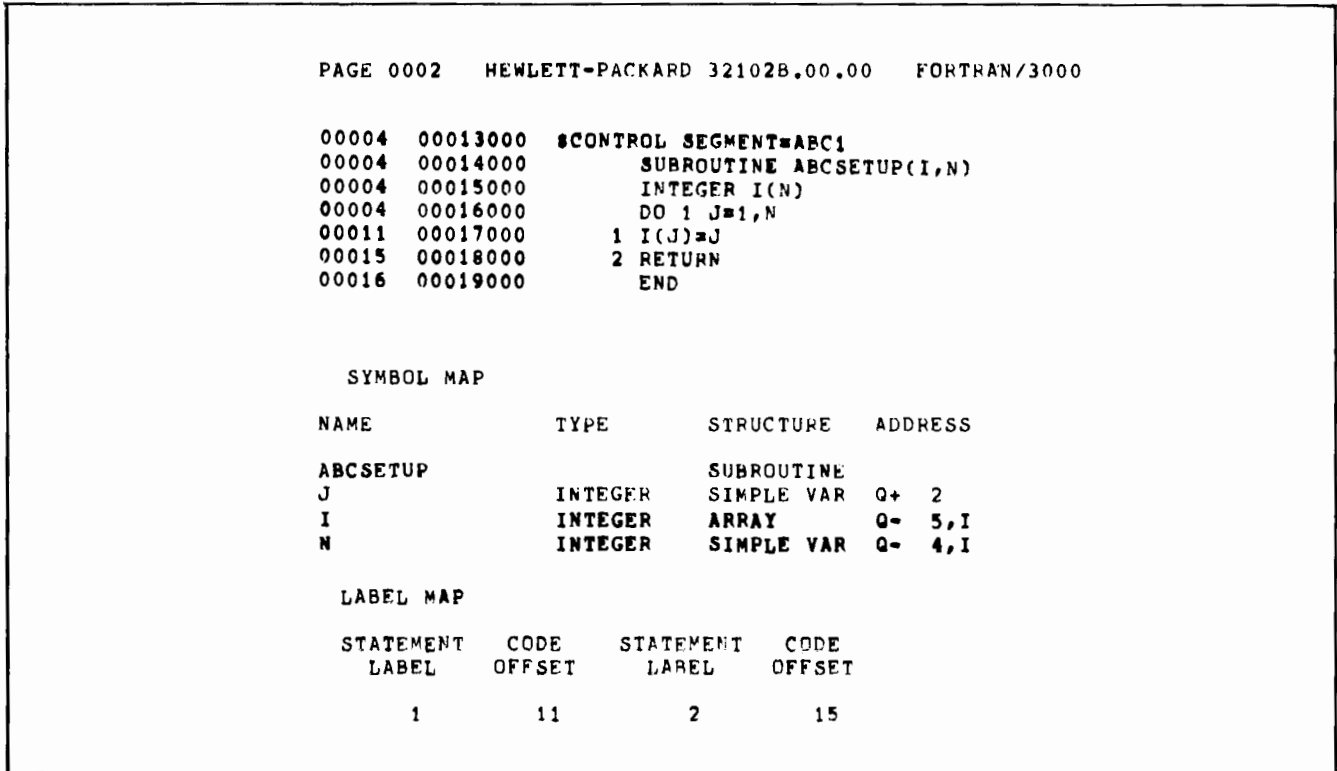 PAGE 0002   HEWLETT-PACKARD 32102B.00.00   FORTRAN/3000
00004  00013000  $CONTROL SEGMENT=ABC1
00004  00014000        SUBROUTINE ABCSETUP(I,N)
00004  00015000        INTEGER I(N)
00004  00016000        DO 1 J=1,N
00011  00017000      1 I(J)=J
00015  00018000      2 RETURN
00016  00019000        END
SYMBOL MAP
NAME   TYPE   STRUCTURE   ADDRESS
ABCSETUP   SUBROUTINE
J   INTEGER   SIMPLE VAR   Q+  2
I   INTEGER   ARRAY   Q-  5,I
N   INTEGER   SIMPLE VAR   Q-  4,I
LABEL MAP
STATEMENT   CODE   STATEMENT   CODE
LABEL   OFFSET   LABEL   OFFSET
1   11   2   15